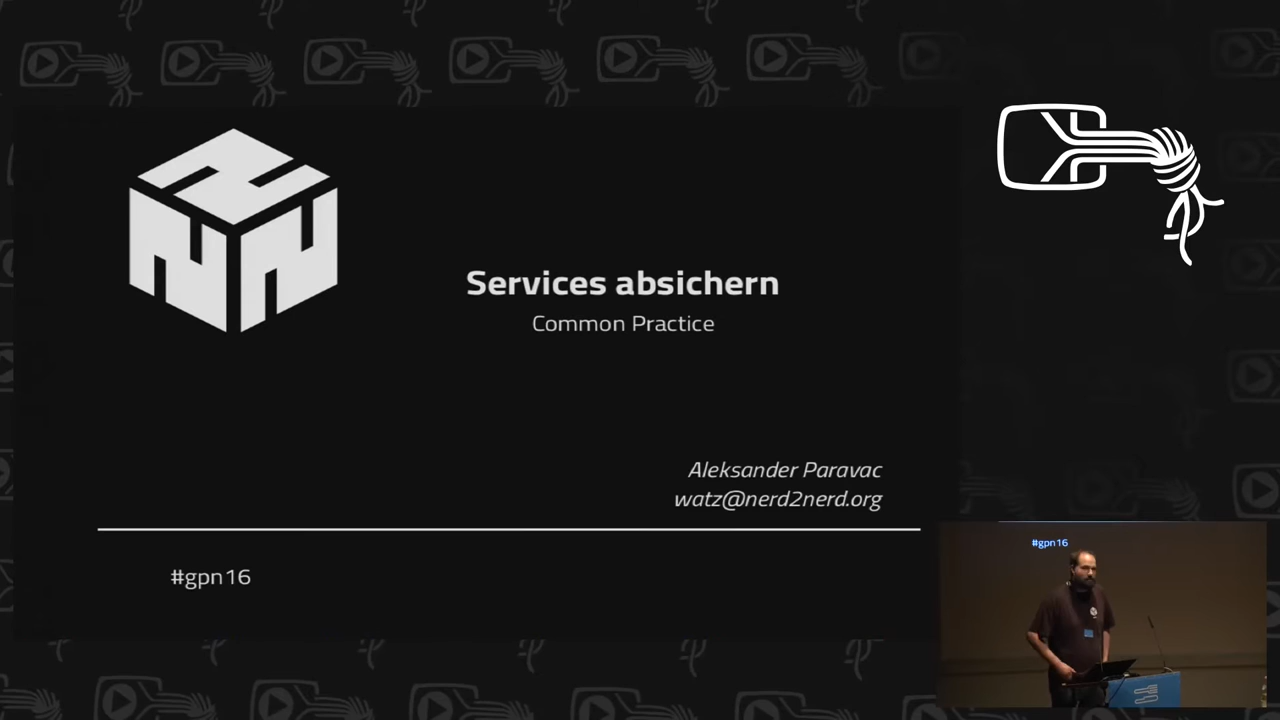 Services absichern
Common Practice
Aleksander Paravac
watz@nerd2nerd.org
#gpn16
#gpn16